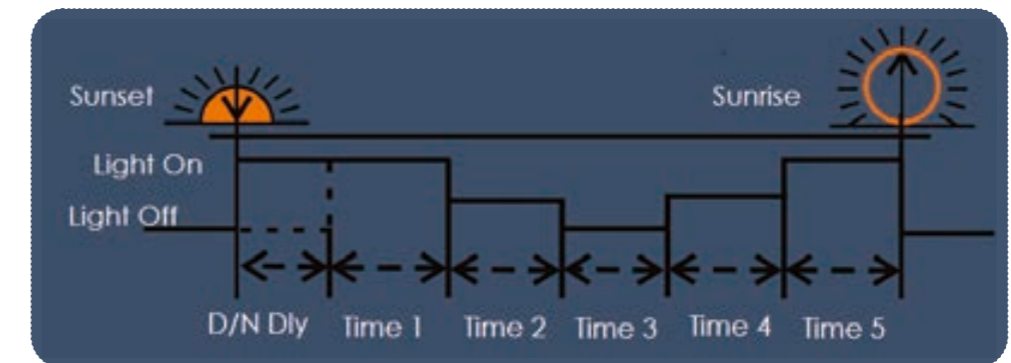 Sunset
Sunrise
Light On
Light Off
D/N Dly Time 1 Time 2 Time 3 Time 4 Time 5